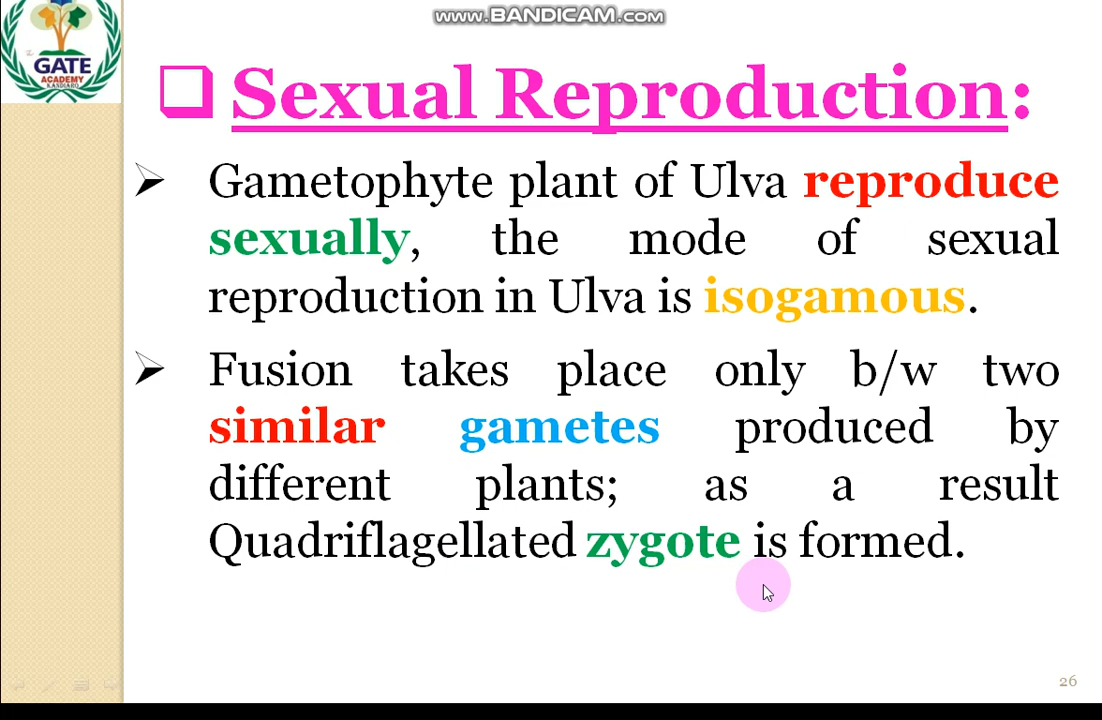 www.BANDICAM.com
GATE
ACADEMY
KANDIARO
Sexual Reproduction:
Gametophyte plant of Ulva reproduce
sexually, the mode of sexual
reproduction in Ulva is isogamous.
Fusion takes place only b/w two
similar gametes produced by
different plants; as a result
Quadriflagellated zygote is formed.
26